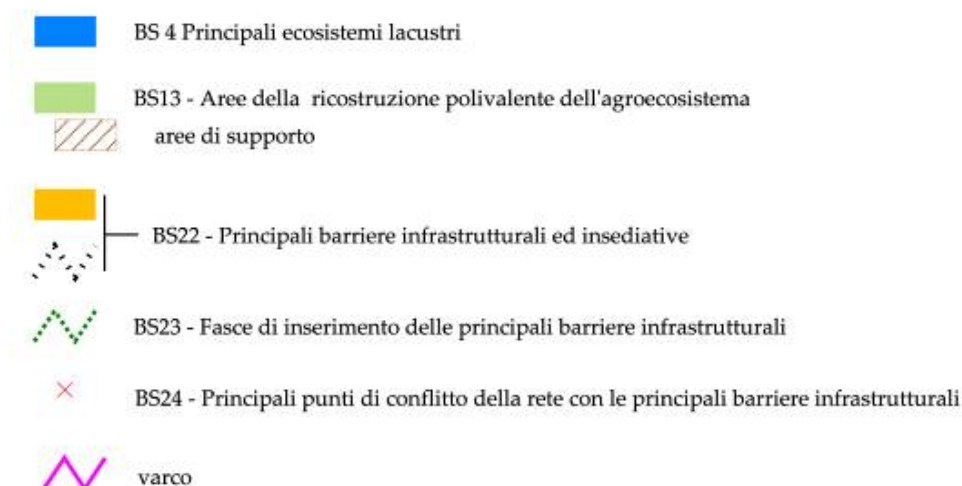 BS 4 Principali ecosistemi lacustri
BS13 - Aree della ricostruzione polivalente dell'agroecosistema
aree di supporto
BS22 - Principali barriere infrastrutturali ed insediative
BS23 - Fasce di inserimento delle principali barriere infrastrutturali
BS24 - Principali punti di conflitto della rete con le principali barriere infrastrutturali
varco